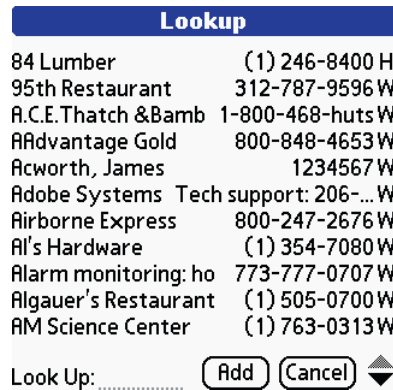 Lookup
84 Lumber (1) 246-8400 H
95th Restaurant 312-787-9596 W
A.C.E.Thatch &Bamb 1-800-468-huts W
AAdvantage Gold 800-848-4653 W
Acworth, James 1234567 W
Adobe Systems Tech support: 206-... W
Airborne Express 800-247-2676 W
Al's Hardware (1) 354-7080 W
Alarm monitoring: ho 773-777-0707 W
Algauer's Restaurant (1) 505-0700 W
AM Science Center (1) 763-0313 W
Look Up: Add Cancel